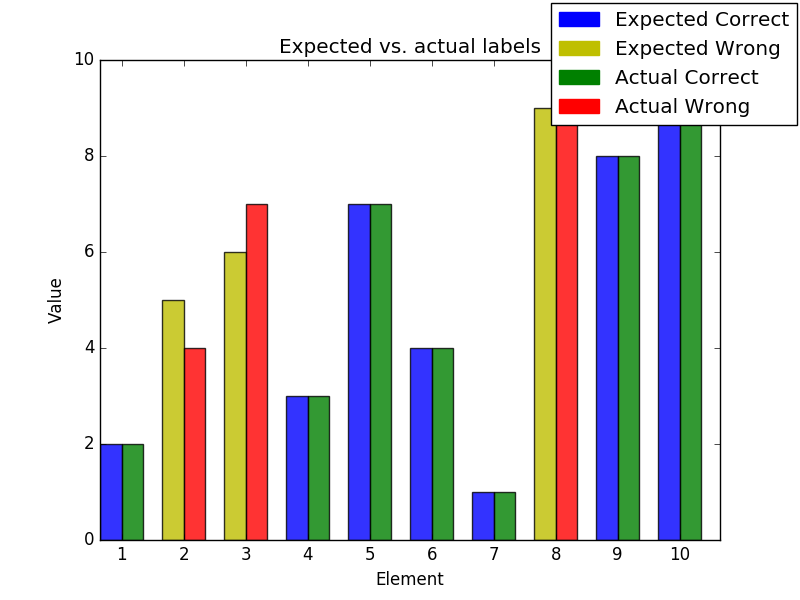 Expected vs. actual labels
Expected Correct
Expected Wrong
Actual Correct
Actual Wrong
10
8
6
4
2
0
Value
1 2 3 4 5 6 7 8 9 10
Element